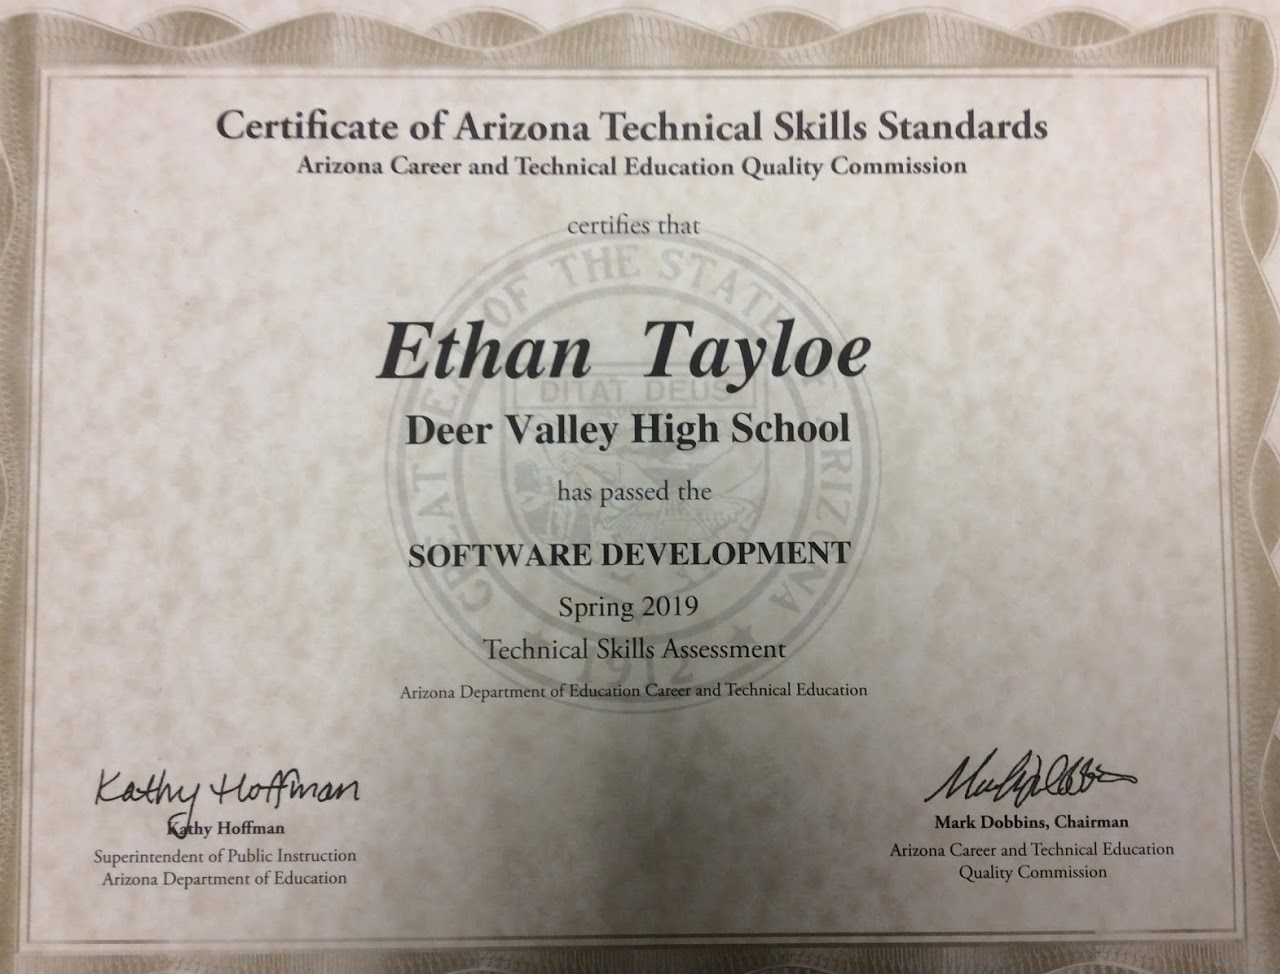 Certificate of Arizona Technical Skills Standards
Arizona Career and Technical Education Quality Commission
certifies that
GREAT SEAL OF THE STATE OF ARIZONA
DITAT DEUS
1912
Ethan Tayloe
Deer Valley High School
has passed the
SOFTWARE DEVELOPMENT
Spring 2019
Technical Skills Assessment
Arizona Department of Education Career and Technical Education
Kathy Hoffman
Kathy Hoffman
Superintendent of Public Instruction
Arizona Department of Education
Mark Dobbins, Chairman
Arizona Career and Technical Education
Quality Commission